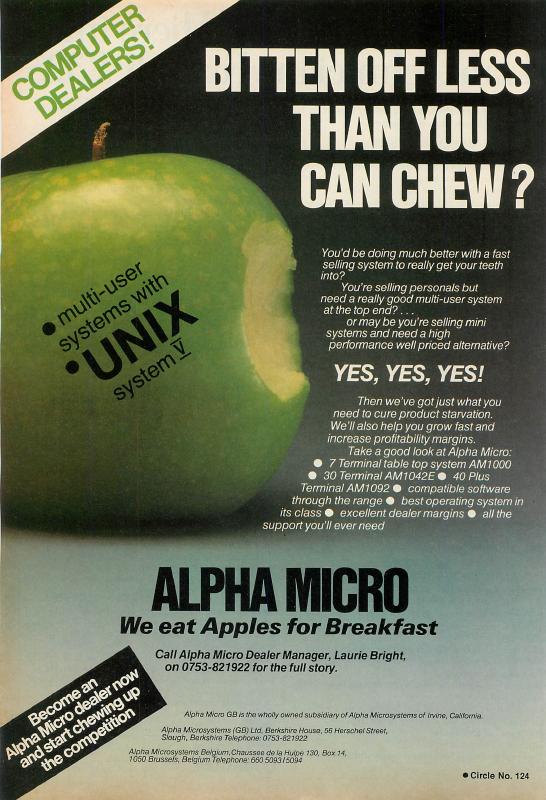 COMPUTER
DEALERS!
BITTEN OFF LESS
THAN YOU
CAN CHEW?
• multi-user
systems with
• UNIX
system V
You'd be doing much better with a fast
selling system to really get your teeth
into?
You're selling personals but
need a really good multi-user system
at the top end? . . .
or may be you're selling mini
systems and need a high
performance well priced alternative?
YES, YES, YES!
Then we've got just what you
need to cure product starvation.
We'll also help you grow fast and
increase profitability margins.
Take a good look at Alpha Micro:
● 7 Terminal table top system AM1000
● 30 Terminal AM1042E ● 40 Plus
Terminal AM1092 ● compatible software
through the range ● best operating system in
its class ● excellent dealer margins ● all the
support you'll ever need
ALPHA MICRO
We eat Apples for Breakfast
Call Alpha Micro Dealer Manager, Laurie Bright,
on 0753-821922 for the full story.
Become an
Alpha Micro dealer now
and start chewing up
the competition
Alpha Micro GB is the wholly owned subsidiary of Alpha Microsystems of Irvine, California.
Alpha Microsystems (GB) Ltd, Berkshire House, 56 Herschel Street,
Slough, Berkshire Telephone: 0753-821922
Alpha Microsystems Belgium, Chaussee de la Hulpe 130, Box 14,
1050 Brussels, Belgium Telephone: 660 5093/5094
● Circle No. 124